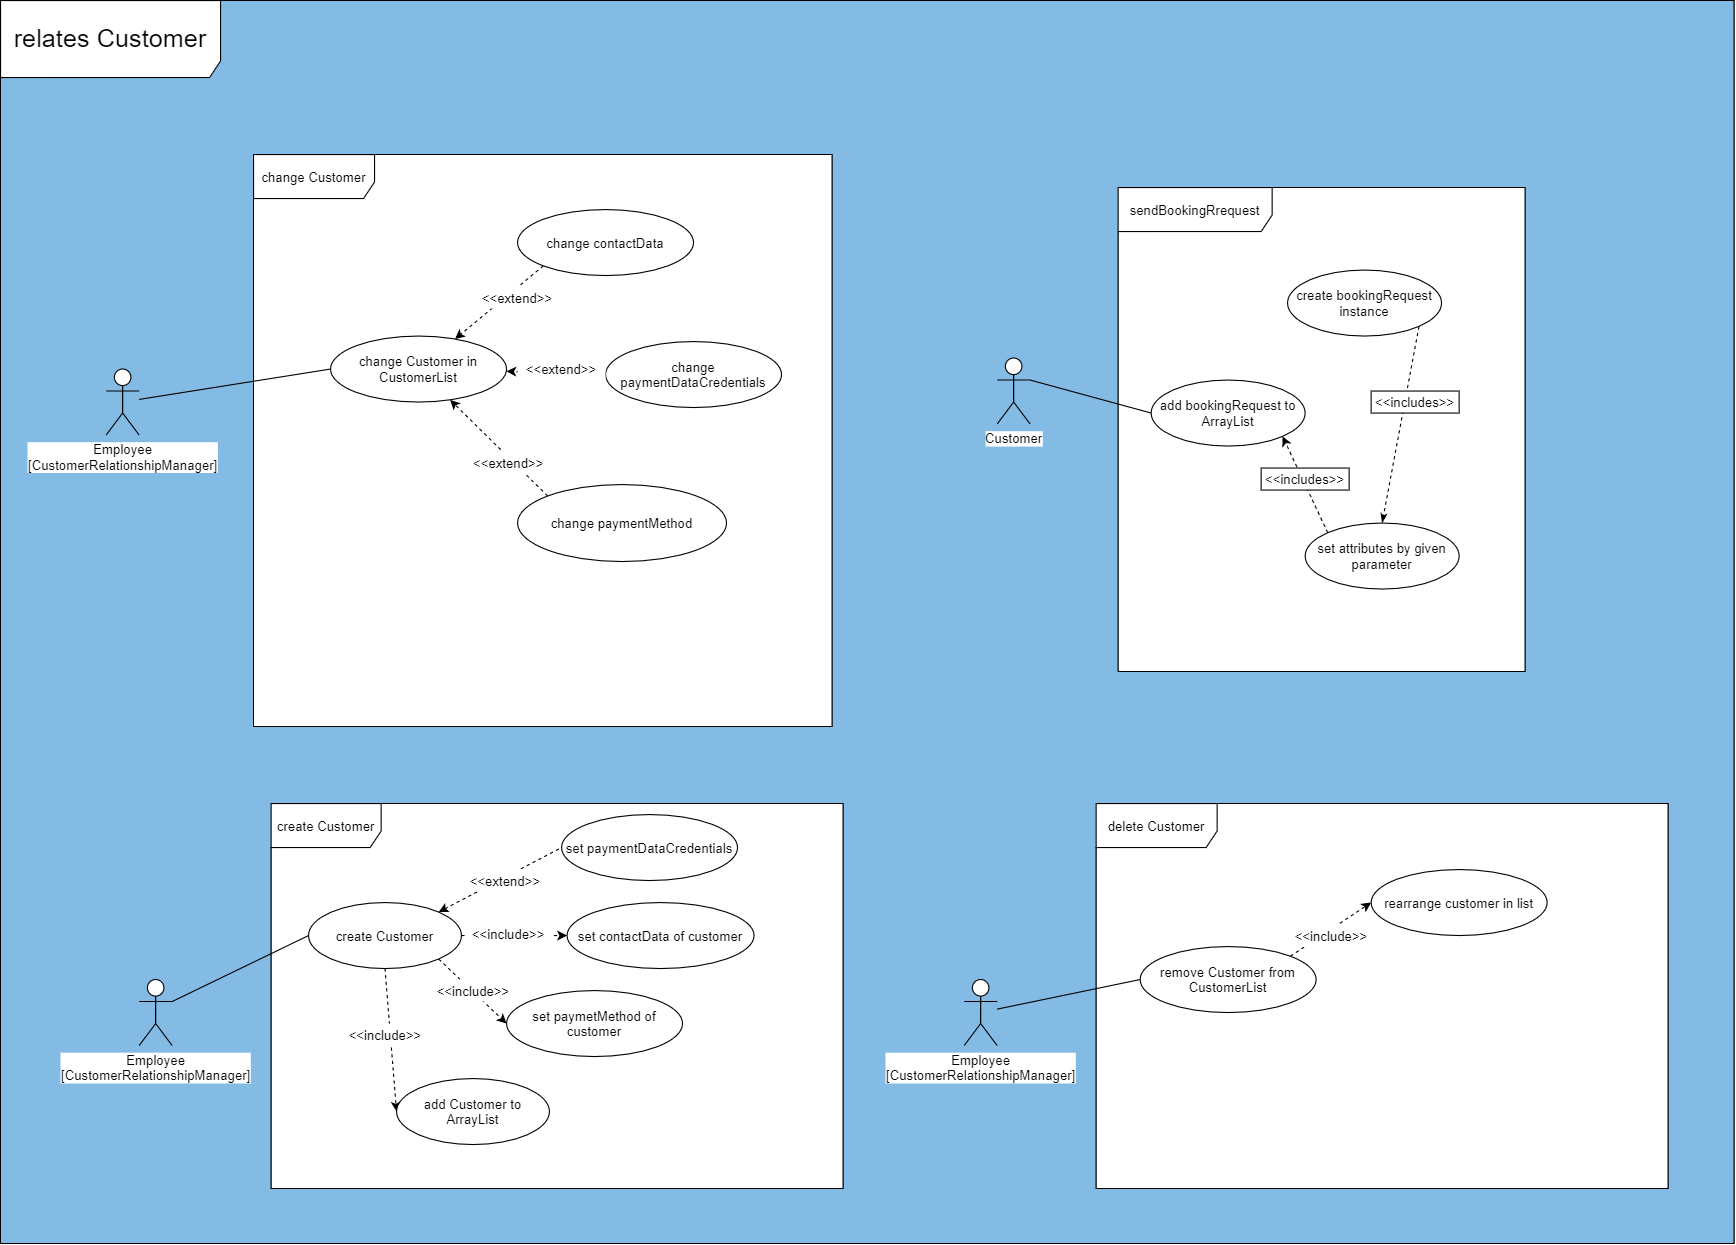 relates Customer
change Customer
change contactData
<<extend>>
change Customer in
CustomerList
<<extend>>
change
paymentDataCredentials
<<extend>>
change paymentMethod
Employee
[CustomerRelationshipManager]
sendBookingRrequest
create bookingRequest
instance
<<includes>>
add bookingRequest to
ArrayList
<<includes>>
set attributes by given
parameter
Customer
create Customer
set paymentDataCredentials
<<extend>>
create Customer
<<include>>
set contactData of customer
<<include>>
set paymetMethod of
customer
<<include>>
add Customer to
ArrayList
Employee
[CustomerRelationshipManager]
delete Customer
rearrange customer in list
<<include>>
remove Customer from
CustomerList
Employee
[CustomerRelationshipManager]